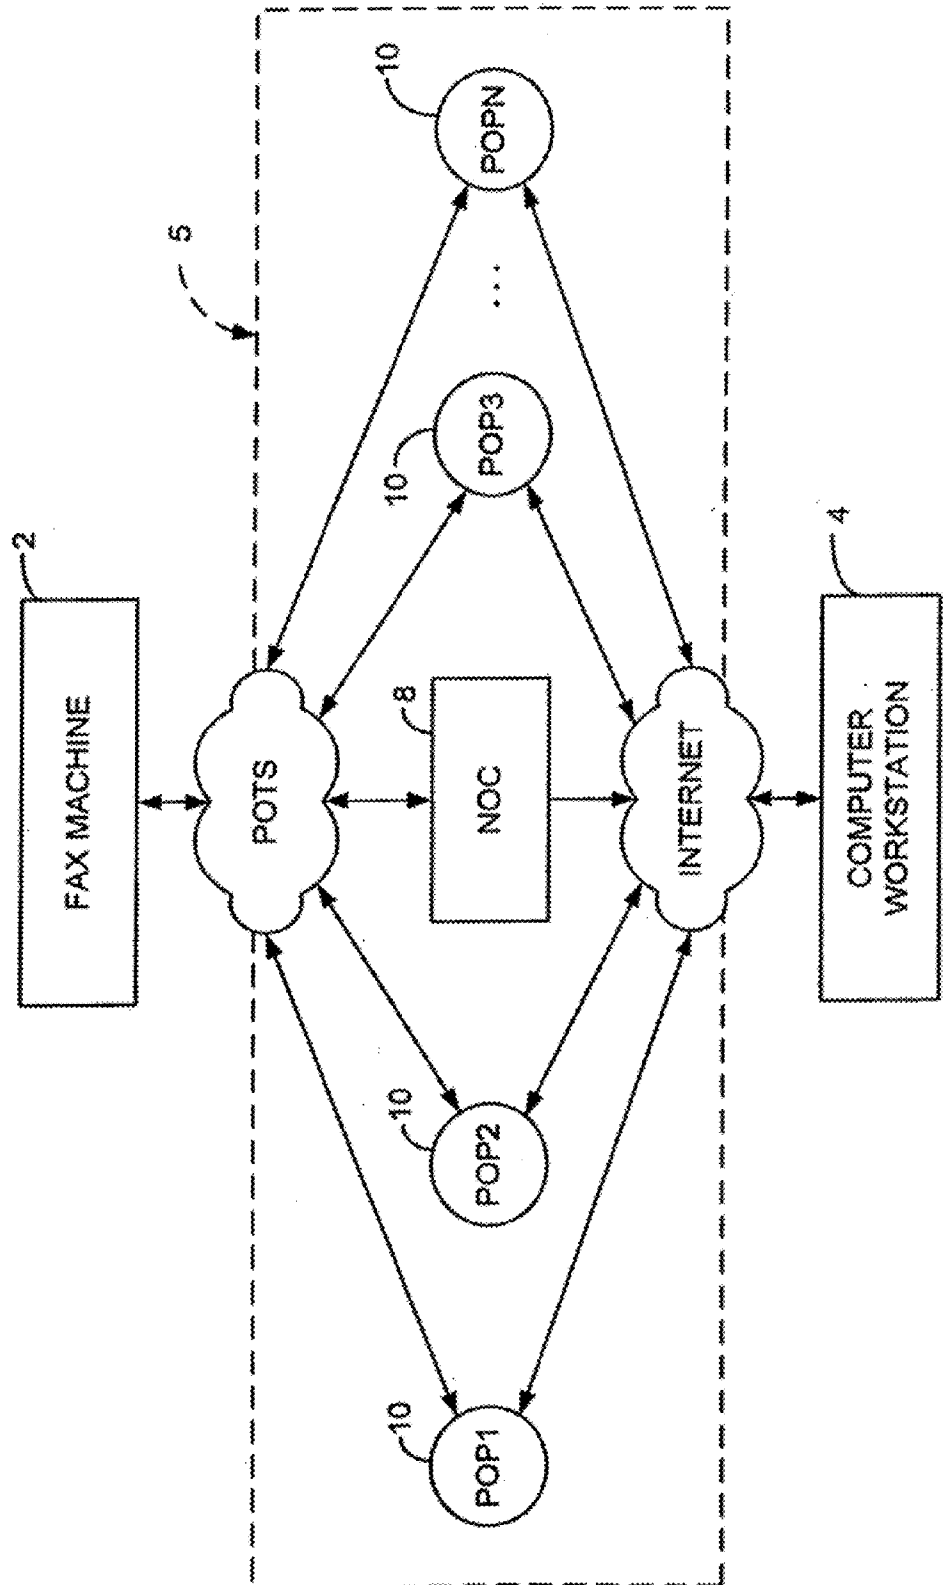 2
FAX MACHINE
5
POTS
10
POP1
10
POP2
8
NOC
10
POP3
. . .
10
POPN
INTERNET
4
COMPUTER
WORKSTATION